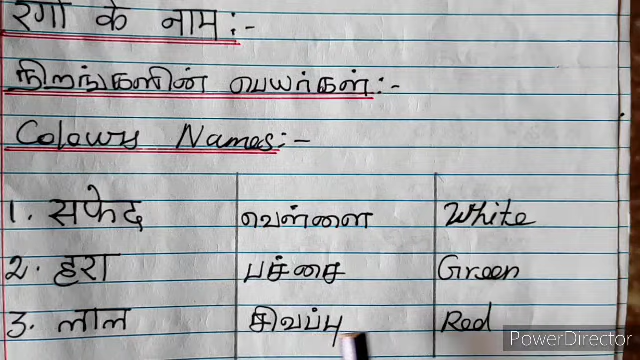 रंगों के नाम:-
நிறங்களின் பெயர்கள்:-
Colours Names:-
1. सफेद வெள்ளை White
2. हरा பச்சை Green
3. लाल சிவப்பு Red
PowerDirector